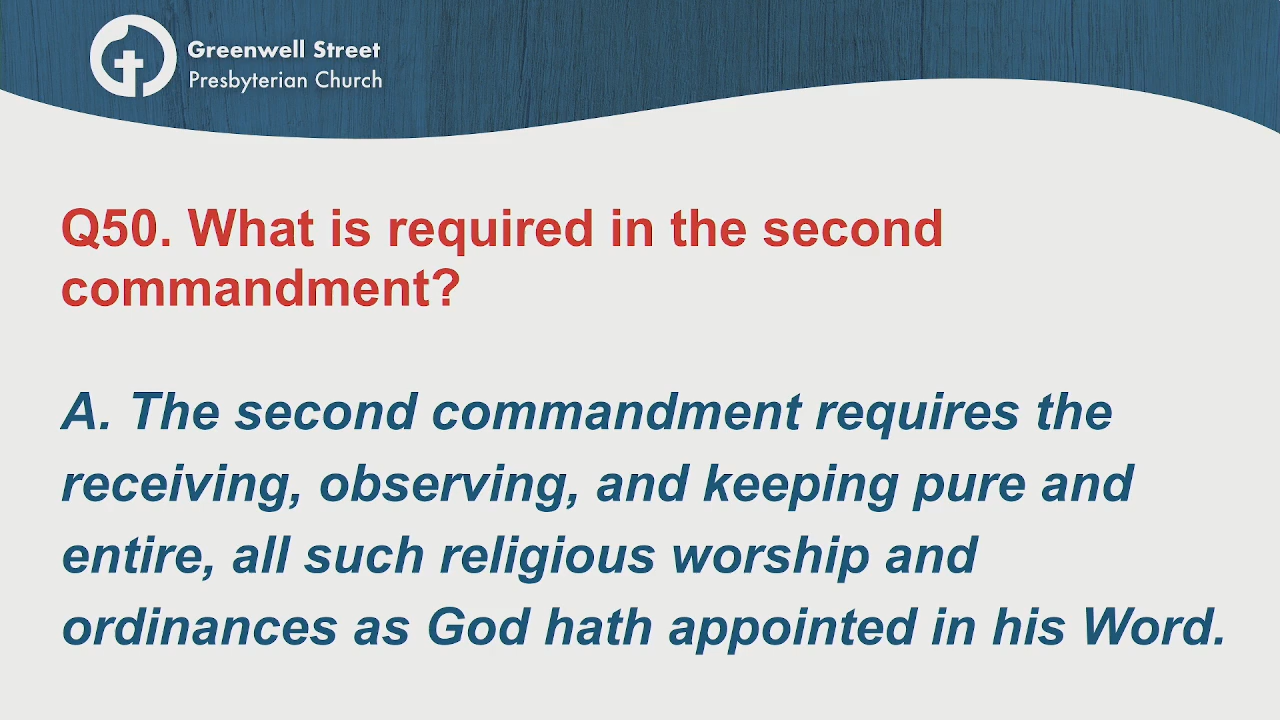 Greenwell Street
Presbyterian Church
Q50. What is required in the second
commandment?
A. The second commandment requires the
receiving, observing, and keeping pure and
entire, all such religious worship and
ordinances as God hath appointed in his Word.